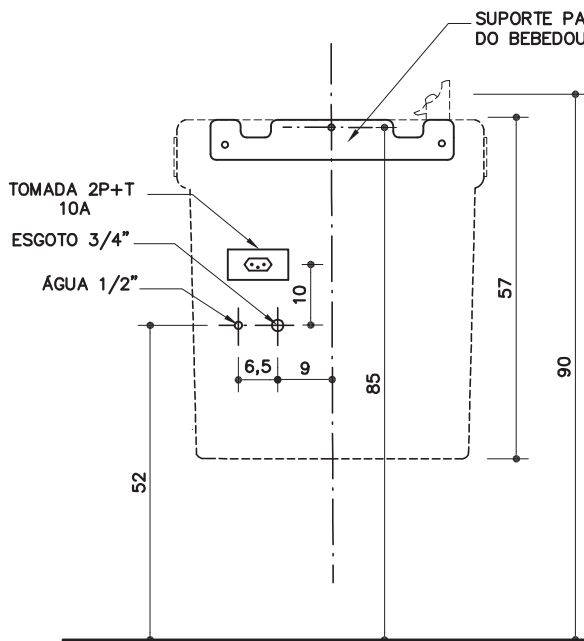 SUPORTE PA
DO BEBEDOU
TOMADA 2P+T
10A
ESGOTO 3/4"
ÁGUA 1/2"
10
6,5
9
57
85
90
52